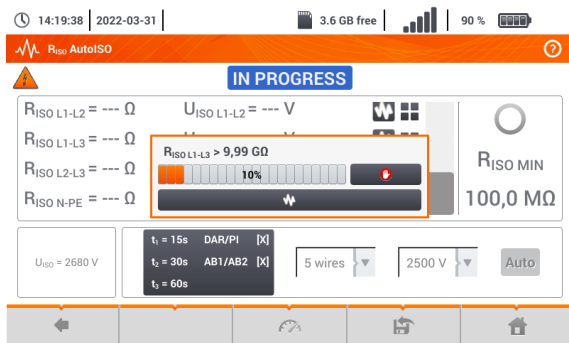 14:19:38 2022-03-31 3.6 GB free 90 %
RISO AutoISO
IN PROGRESS
RISO L1-L2 = --- Ω UISO L1-L2 = --- V
RISO L1-L3 = --- Ω
RISO L2-L3 = --- Ω
RISO N-PE = --- Ω
RISO L1-L3 > 9,99 GΩ
10%
RISO MIN
100,0 MΩ
UISO = 2680 V
t1 = 15s DAR/PI [X]
t2 = 30s AB1/AB2 [X]
t3 = 60s
5 wires
2500 V
Auto